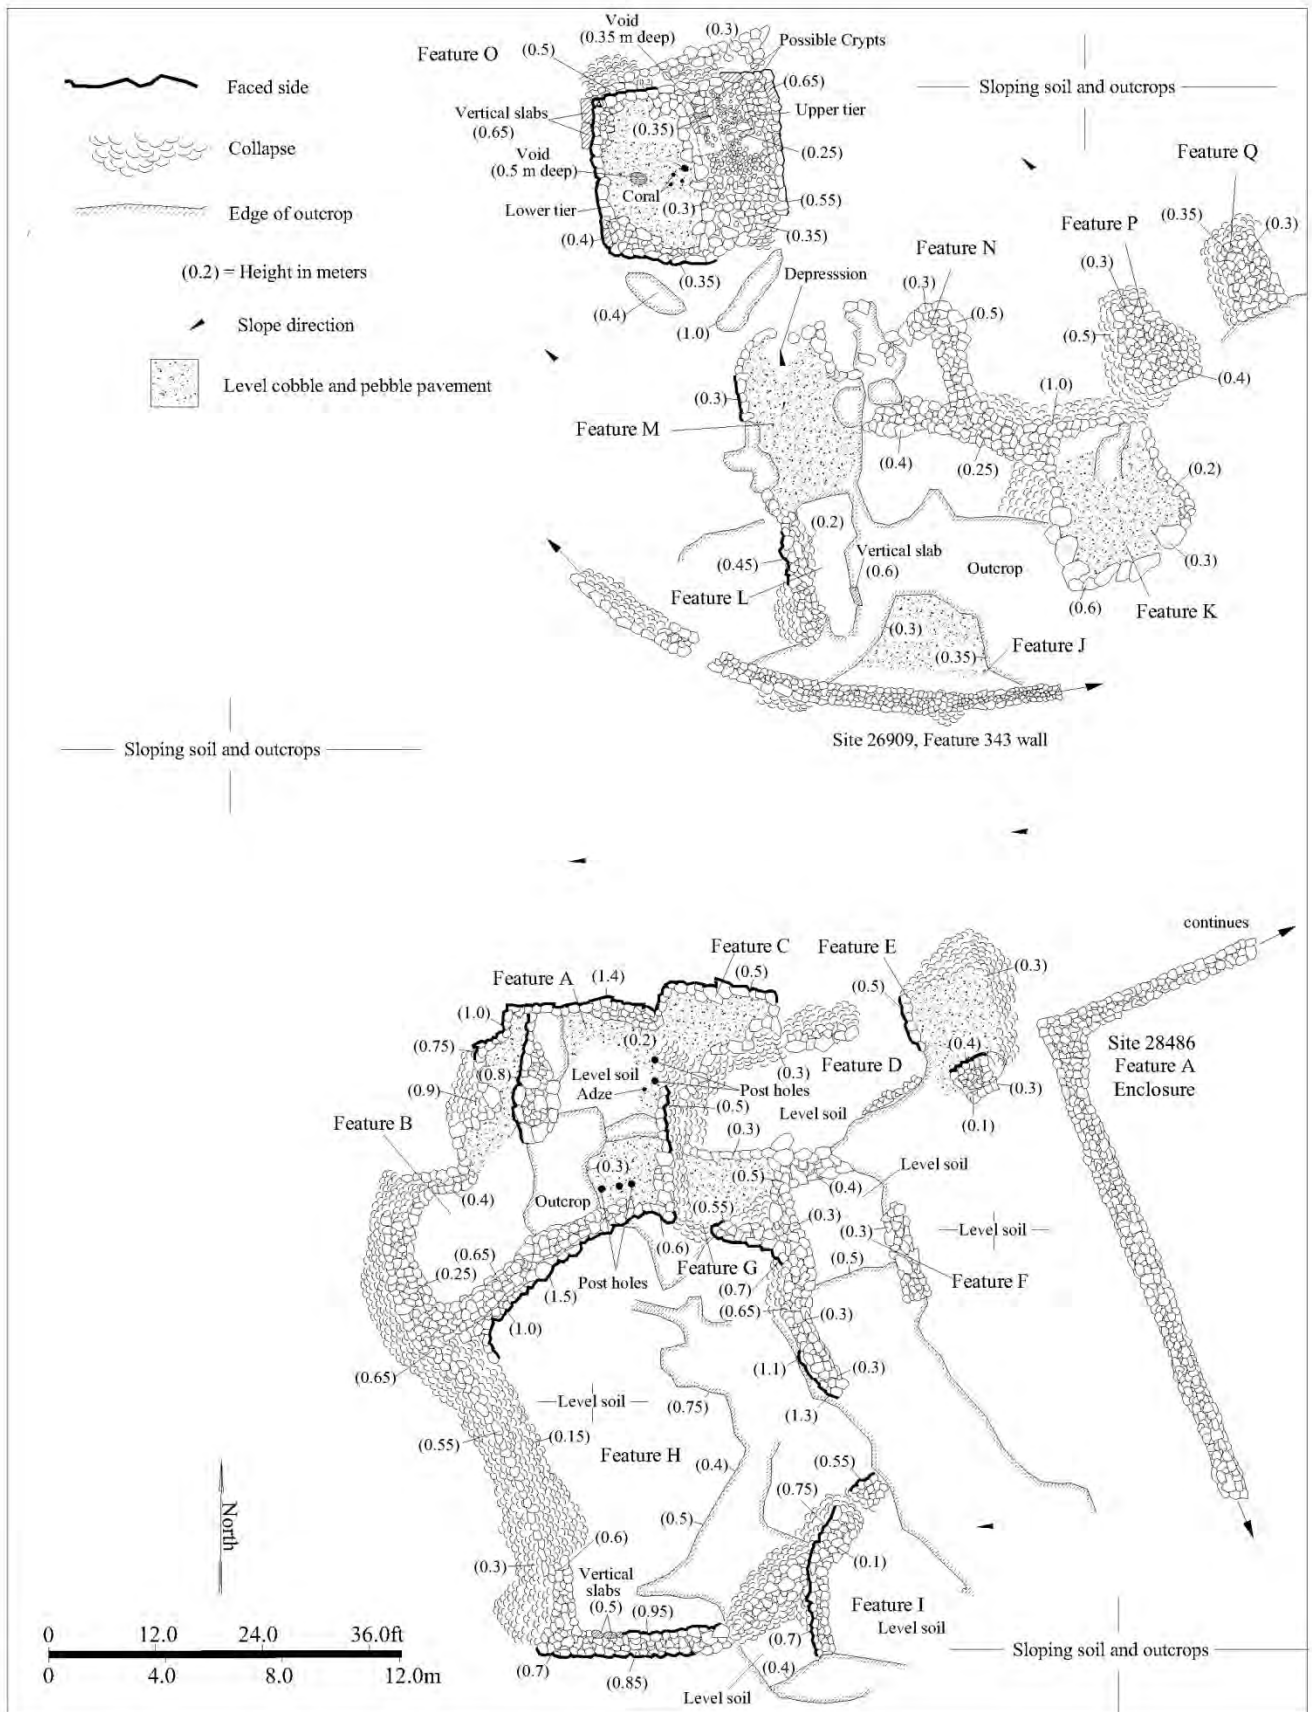 Faced side
Collapse
Edge of outcrop
(0.2) = Height in meters
Slope direction
Level cobble and pebble pavement
Feature O
(0.5)
Void
(0.35 m deep)
(0.3)
Possible Crypts
(0.65)
Vertical slabs
(0.65)
Upper tier
(0.35)
(0.25)
Void
(0.5 m deep)
Coral
(0.3)
(0.55)
Lower tier
(0.4)
(0.35)
(0.35)
(0.4)
(1.0)
Depresssion
Sloping soil and outcrops
Feature Q
(0.35)
(0.3)
Feature P
(0.3)
(0.5)
(0.4)
Feature N
(0.3)
(0.5)
(1.0)
(0.3)
Feature M
(0.4)
(0.25)
(0.2)
(0.2)
(0.3)
(0.45)
Vertical slab
(0.6)
Outcrop
Feature L
(0.6)
Feature K
(0.3)
(0.35)
Feature J
Site 26909, Feature 343 wall
Sloping soil and outcrops
continues
Feature C
Feature E
Feature A
(1.4)
(0.5)
(0.5)
(0.3)
(1.0)
(0.75)
(0.2)
(0.4)
Site 28486
Feature A
Enclosure
(0.8)
Level soil
Adze
Post holes
(0.3)
Feature D
(0.3)
(0.9)
(0.5)
Level soil
(0.1)
Feature B
(0.3)
(0.3)
(0.5)
Level soil
(0.4)
(0.4)
Outcrop
(0.55)
(0.3)
(0.3)
Level soil
(0.65)
(0.6)
(0.5)
(0.25)
Post holes
Feature G
Feature F
(1.5)
(0.7)
(0.65)
(0.3)
(1.0)
(0.65)
(1.1)
(0.3)
Level soil
(0.75)
(1.3)
(0.55)
(0.15)
Feature H
(0.4)
(0.55)
(0.75)
(0.5)
North
(0.6)
(0.1)
(0.3)
Vertical
slabs
(0.5)
(0.95)
Feature I
Level soil
(0.7)
(0.7)
(0.85)
(0.4)
Level soil
Sloping soil and outcrops
0 12.0 24.0 36.0ft
0 4.0 8.0 12.0m